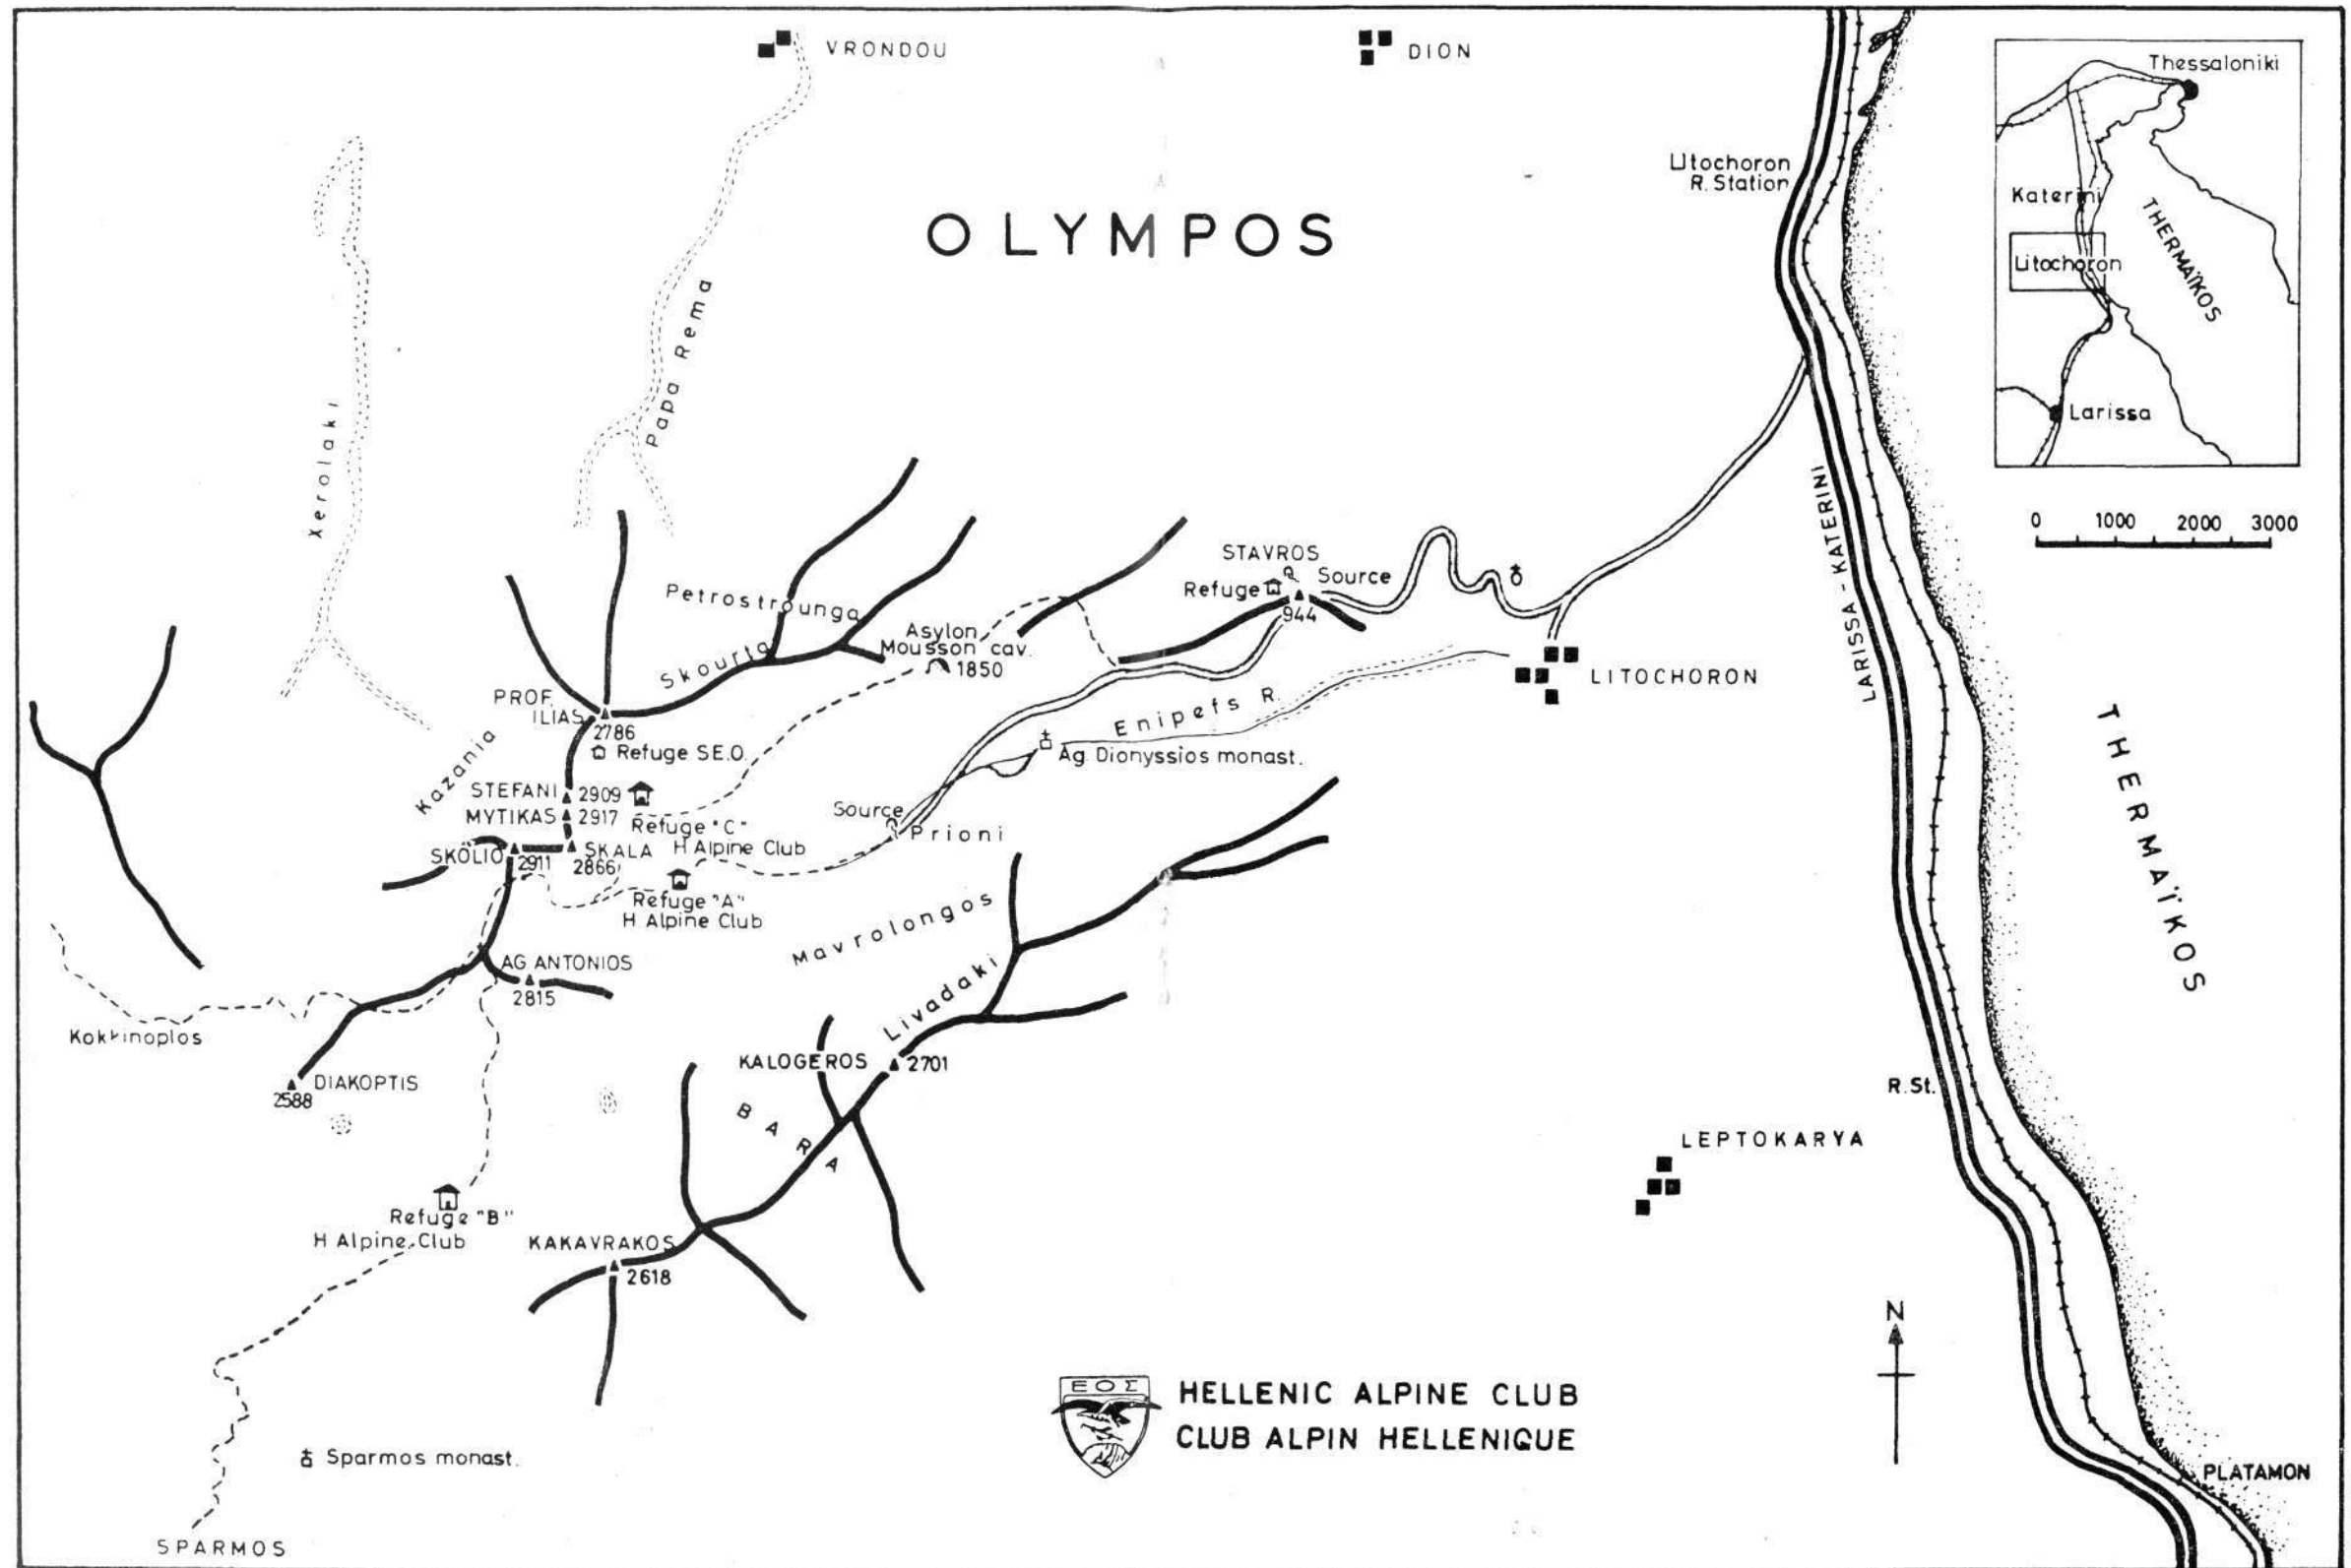 VRONDOU
DION
Thessaloniki
Litochoron
R. Station
Katerini
OLYMPOS
THERMAÏKOS
Litochoron
Papa Rema
Xerolaki
Larissa
LARISSA - KATERINI
0 1000 2000 3000
STAVROS
Source
Refuge
944
Petrostrounga
Asylon
Mousson cav.
1850
Skourta
LITOCHORON
PROF.
ILIAS
2786
Enipefs R.
Refuge S.E.O.
Ag. Dionyssios monast.
Kazania
STEFANI 2909
MYTIKAS 2917
Refuge "C"
H Alpine Club
Source
Prioni
SKOLIO 2911
SKALA
2866
Refuge "A"
H Alpine Club
Mavrolongos
THERMAÏKOS
AG ANTONIOS
2815
Livadaki
Kokkinoplos
KALOGEROS
2701
DIAKOPTIS
2588
BARA
R. St.
LEPTOKARYA
Refuge "B"
H Alpine Club
KAKAVRAKOS
2618
N
ΕΟΣ
HELLENIC ALPINE CLUB
CLUB ALPIN HELLENIQUE
Sparmos monast.
PLATAMON
SPARMOS